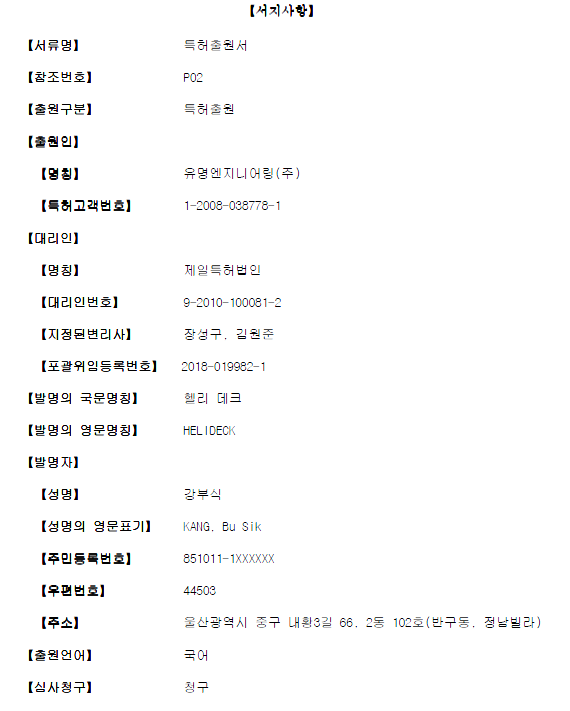 【서지사항】
【서류명】 특허출원서
【참조번호】 P02
【출원구분】 특허출원
【출원인】
【명칭】 유명엔지니어링(주)
【특허고객번호】 1-2008-038778-1
【대리인】
【명칭】 제일특허법인
【대리인번호】 9-2010-100081-2
【지정된변리사】 장성구, 김원준
【포괄위임등록번호】 2018-019982-1
【발명의 국문명칭】 헬리 데크
【발명의 영문명칭】 HELIDECK
【발명자】
【성명】 강부식
【성명의 영문표기】 KANG, Bu Sik
【주민등록번호】 851011-1XXXXXX
【우편번호】 44503
【주소】 울산광역시 중구 내황3길 66, 2동 102호(반구동, 정남빌라)
【출원언어】 국어
【심사청구】 청구